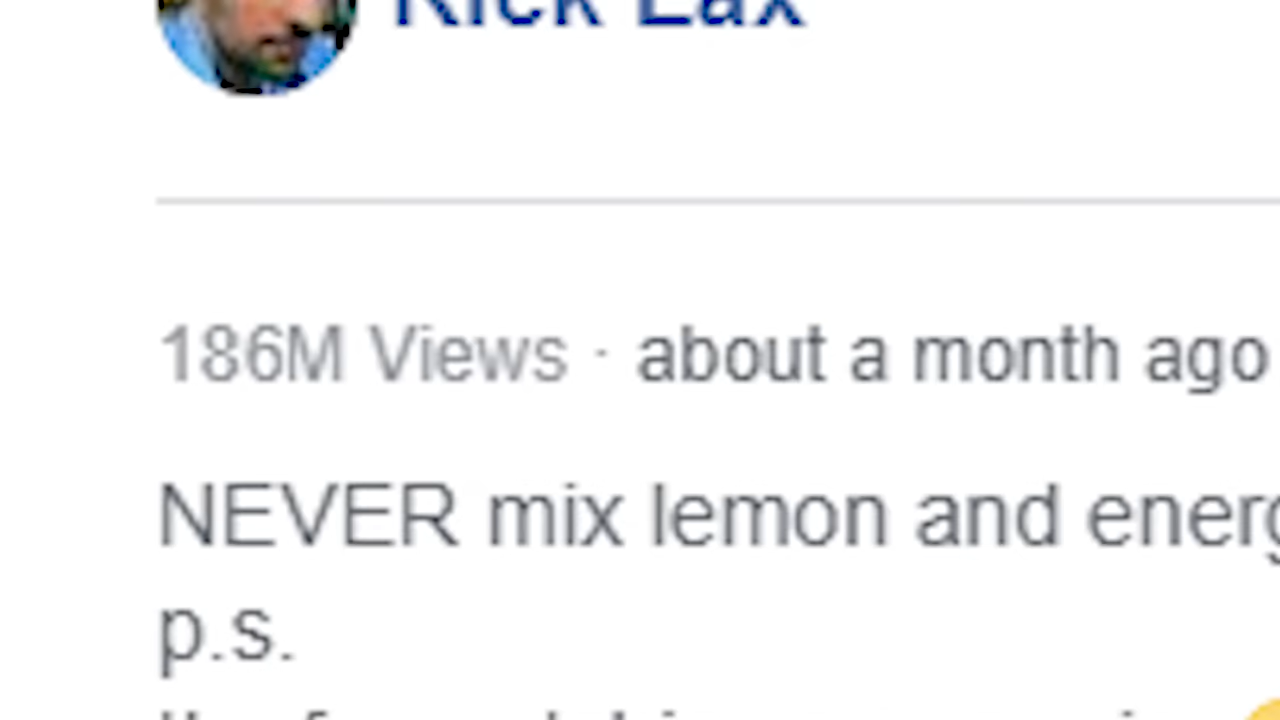 Rick Lax
186M Views · about a month ago
NEVER mix lemon and
p.s.